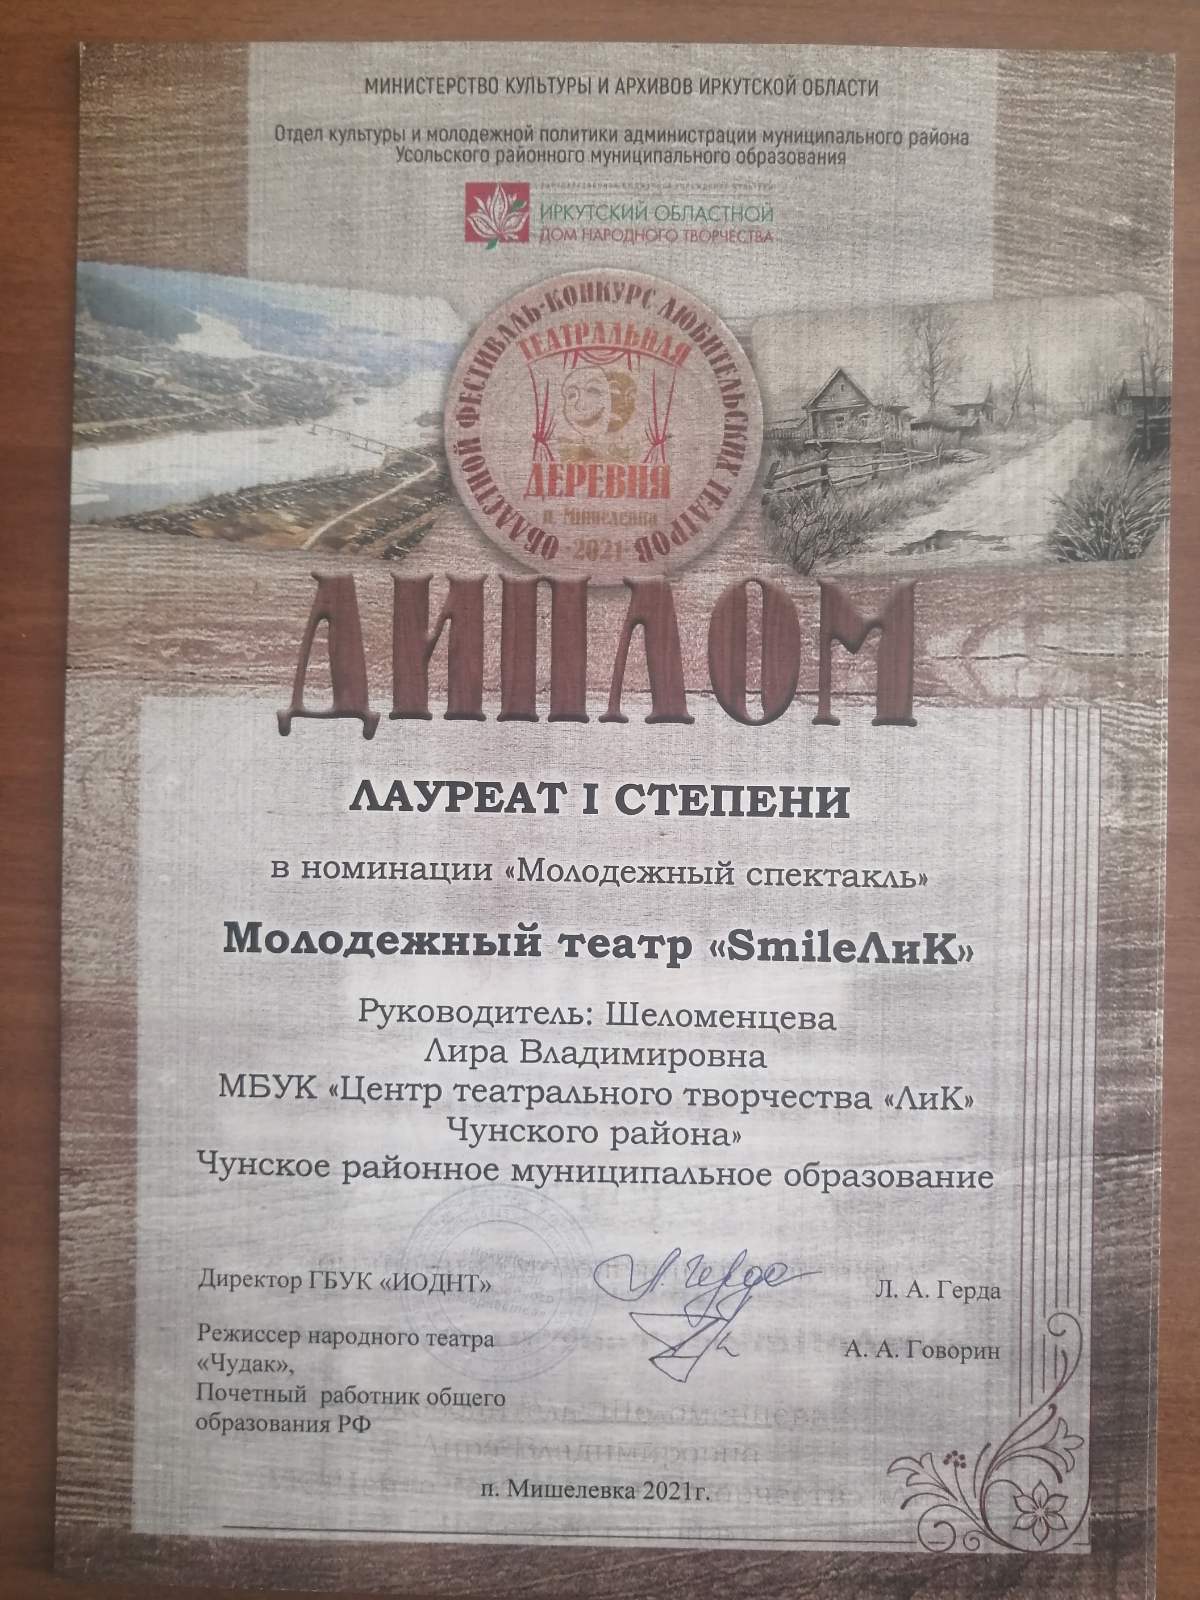 МИНИСТЕРСТВО КУЛЬТУРЫ И АРХИВОВ ИРКУТСКОЙ ОБЛАСТИ
Отдел культуры и молодежной политики администрации муниципального района
Усольского районного муниципального образования
ИРКУТСКИЙ ОБЛАСТНОЙ
ДОМ НАРОДНОГО ТВОРЧЕСТВА
ОБЛАСТНОЙ ФЕСТИВАЛЬ-КОНКУРС ЛЮБИТЕЛЬСКИХ ТЕАТРОВ
ТЕАТРАЛЬНАЯ
ДЕРЕВНЯ
п. Мишелевка
·2021·
ДИПЛОМ
ЛАУРЕАТ I СТЕПЕНИ
в номинации «Молодежный спектакль»
Молодежный театр «SmileЛиК»
Руководитель: Шеломенцева
Лира Владимировна
МБУК «Центр театрального творчества «ЛиК»
Чунского района»
Чунское районное муниципальное образование
Директор ГБУК «ИОДНТ» Л. А. Герда
Режиссер народного театра А. А. Говорин
«Чудак»,
Почетный работник общего
образования РФ
п. Мишелевка 2021г.